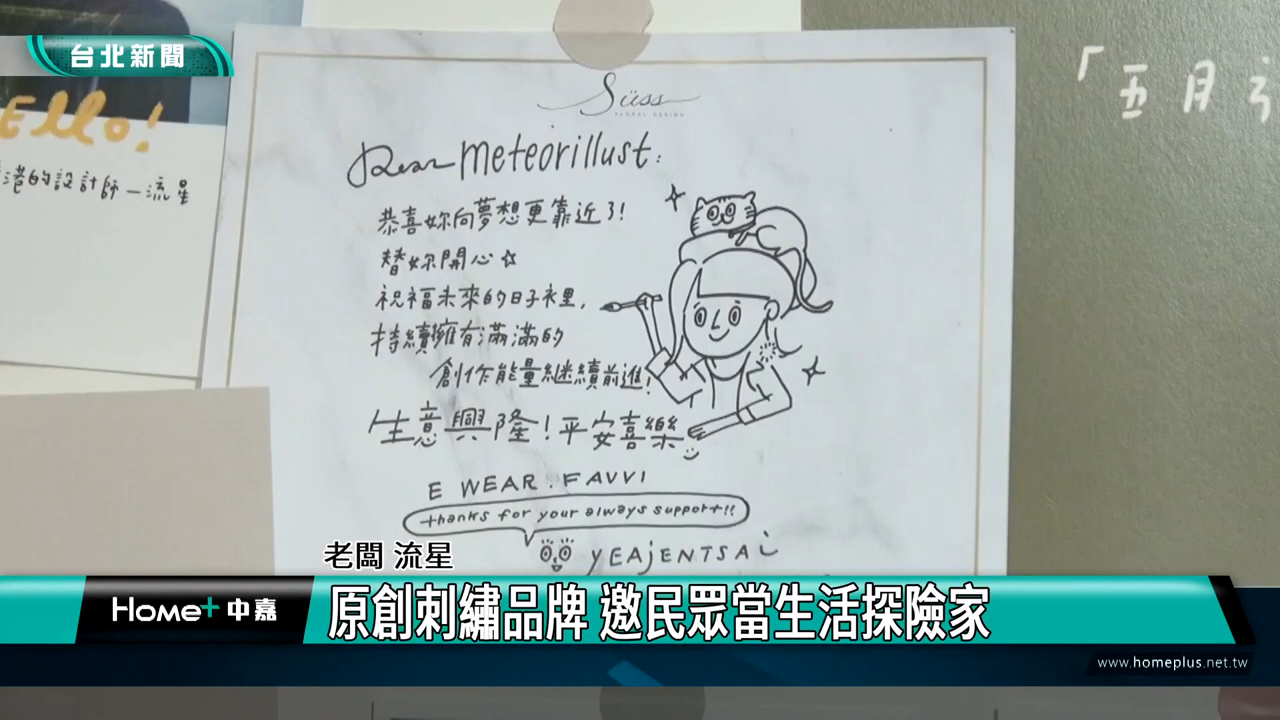 台北新聞
Ello!
港的設計師一流星
「五月
Süss
FLORAL DESIGN
Dear meteorillust:
恭喜妳向夢想更靠近了!
替妳開心☆
祝福未來的日子裡,
持續擁有滿滿的
創作能量繼續前進!
生意興隆!平安喜樂
E WEAR . FAVVI
thanks for your always support!!
YEAjENTSAi
老闆 流星
Home+中嘉
原創刺繡品牌 邀民眾當生活探險家
www.homeplus.net.tw